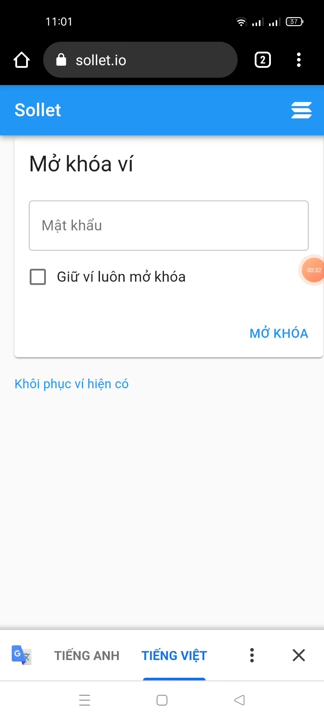 11:01
57
sollet.io
2
Sollet
Mở khóa ví
Mật khẩu
Giữ ví luôn mở khóa
MỞ KHÓA
Khôi phục ví hiện có
TIẾNG ANH
TIẾNG VIỆT